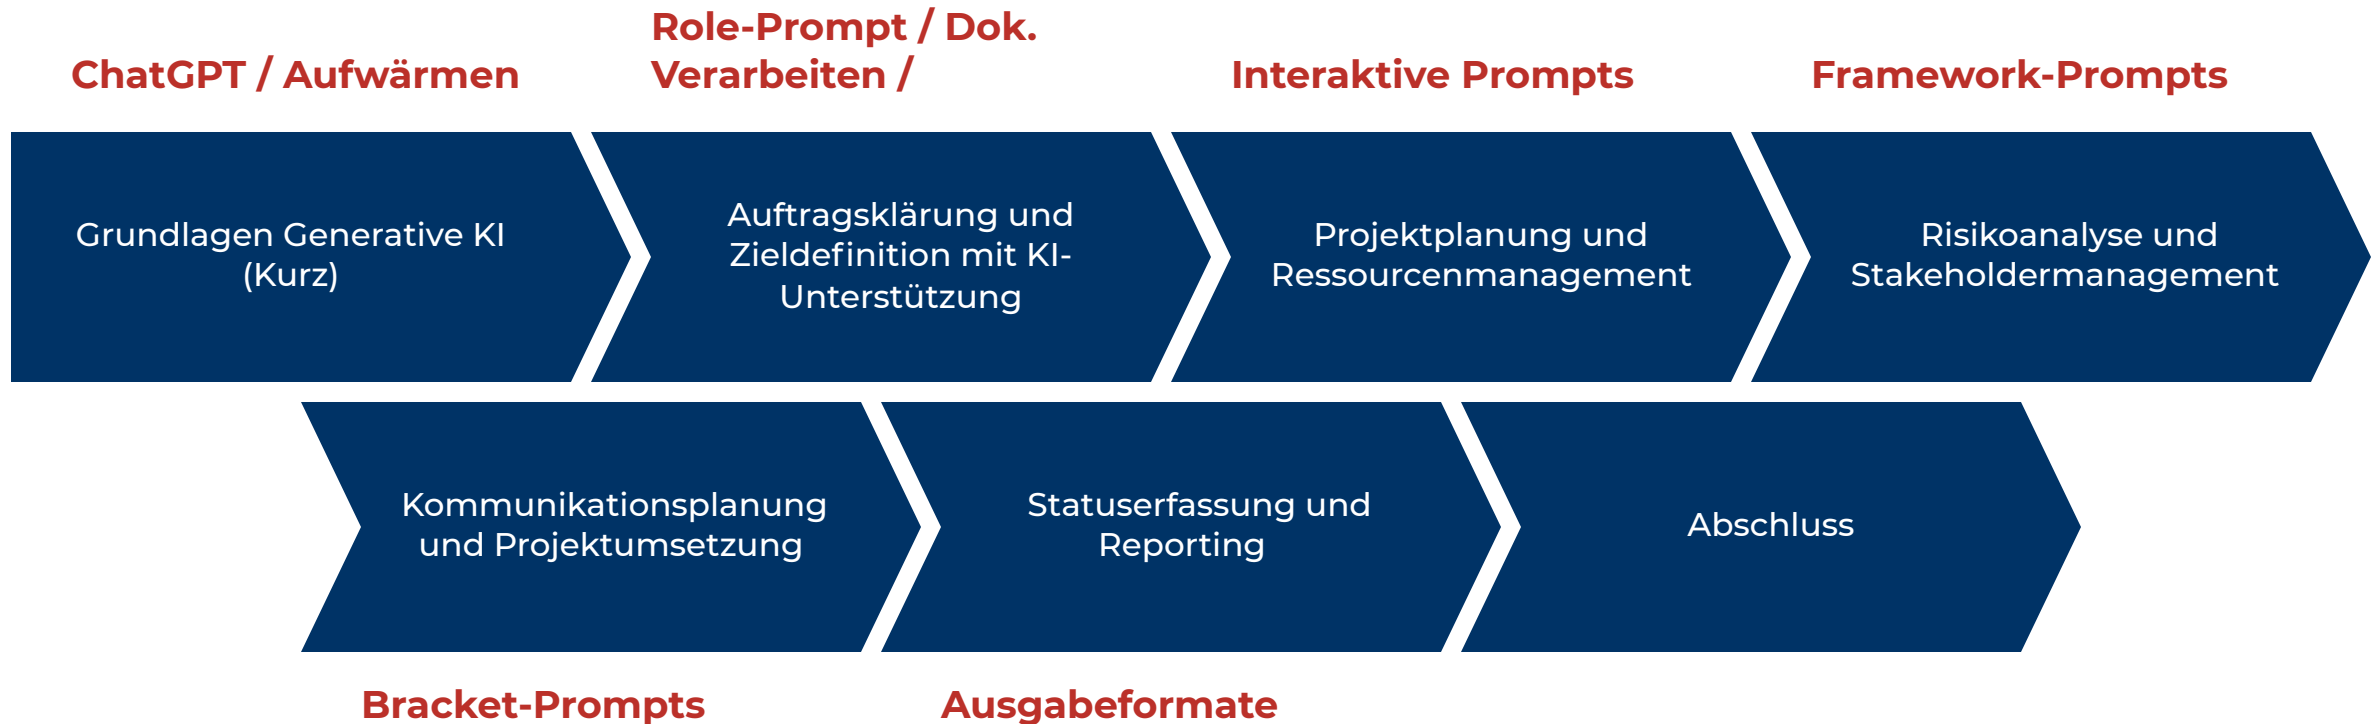 ChatGPT / Aufwärmen
Role-Prompt / Dok.
Verarbeiten /
Interaktive Prompts
Framework-Prompts
Grundlagen Generative KI
(Kurz)
Auftragsklärung und
Zieldefinition mit KI-
Unterstützung
Projektplanung und
Ressourcenmanagement
Risikoanalyse und
Stakeholdermanagement
Kommunikationsplanung
und Projektumsetzung
Statuserfassung und
Reporting
Abschluss
Bracket-Prompts
Ausgabeformate